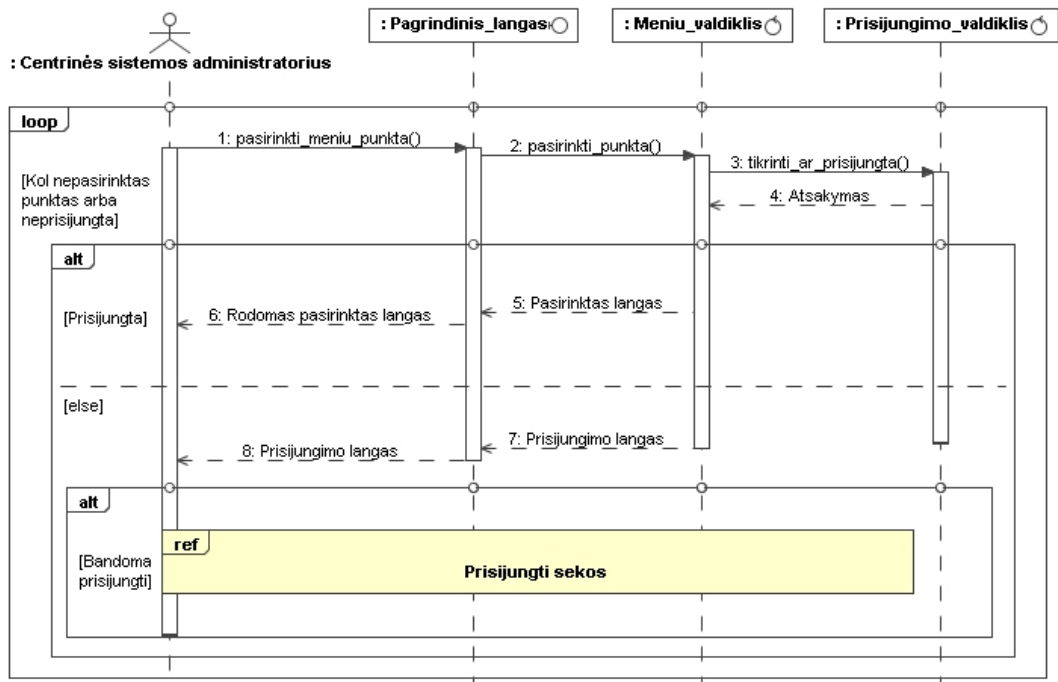 : Pagrindinis_langas
: Meniu_valdiklis
: Prisijungimo_valdiklis
: Centrinės sistemos administratorius
loop
1: pasirinkti_meniu_punkta()
2: pasirinkti_punkta()
3: tikrinti_ar_prisijungta()
[Kol nepasirinktas
punktas arba
neprisijungta]
4: Atsakymas
alt
[Prisijungta]
5: Pasirinktas langas
6: Rodomas pasirinktas langas
[else]
7: Prisijungimo langas
8: Prisijungimo langas
alt
ref
[Bandoma
prisijungti]
Prisijungti sekos